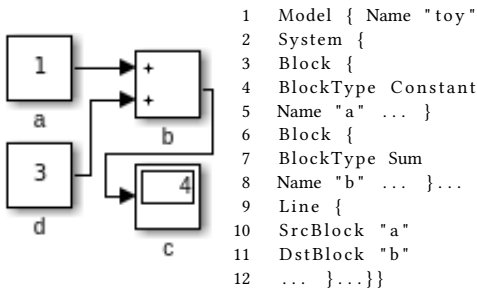 1
+
+
a
b
3
4
d
c
1 Model { Name "toy"
2 System {
3 Block {
4 BlockType Constant
5 Name "a" ... }
6 Block {
7 BlockType Sum
8 Name "b" ... }...
9 Line {
10 SrcBlock "a"
11 DstBlock "b"
12 ... }...}}